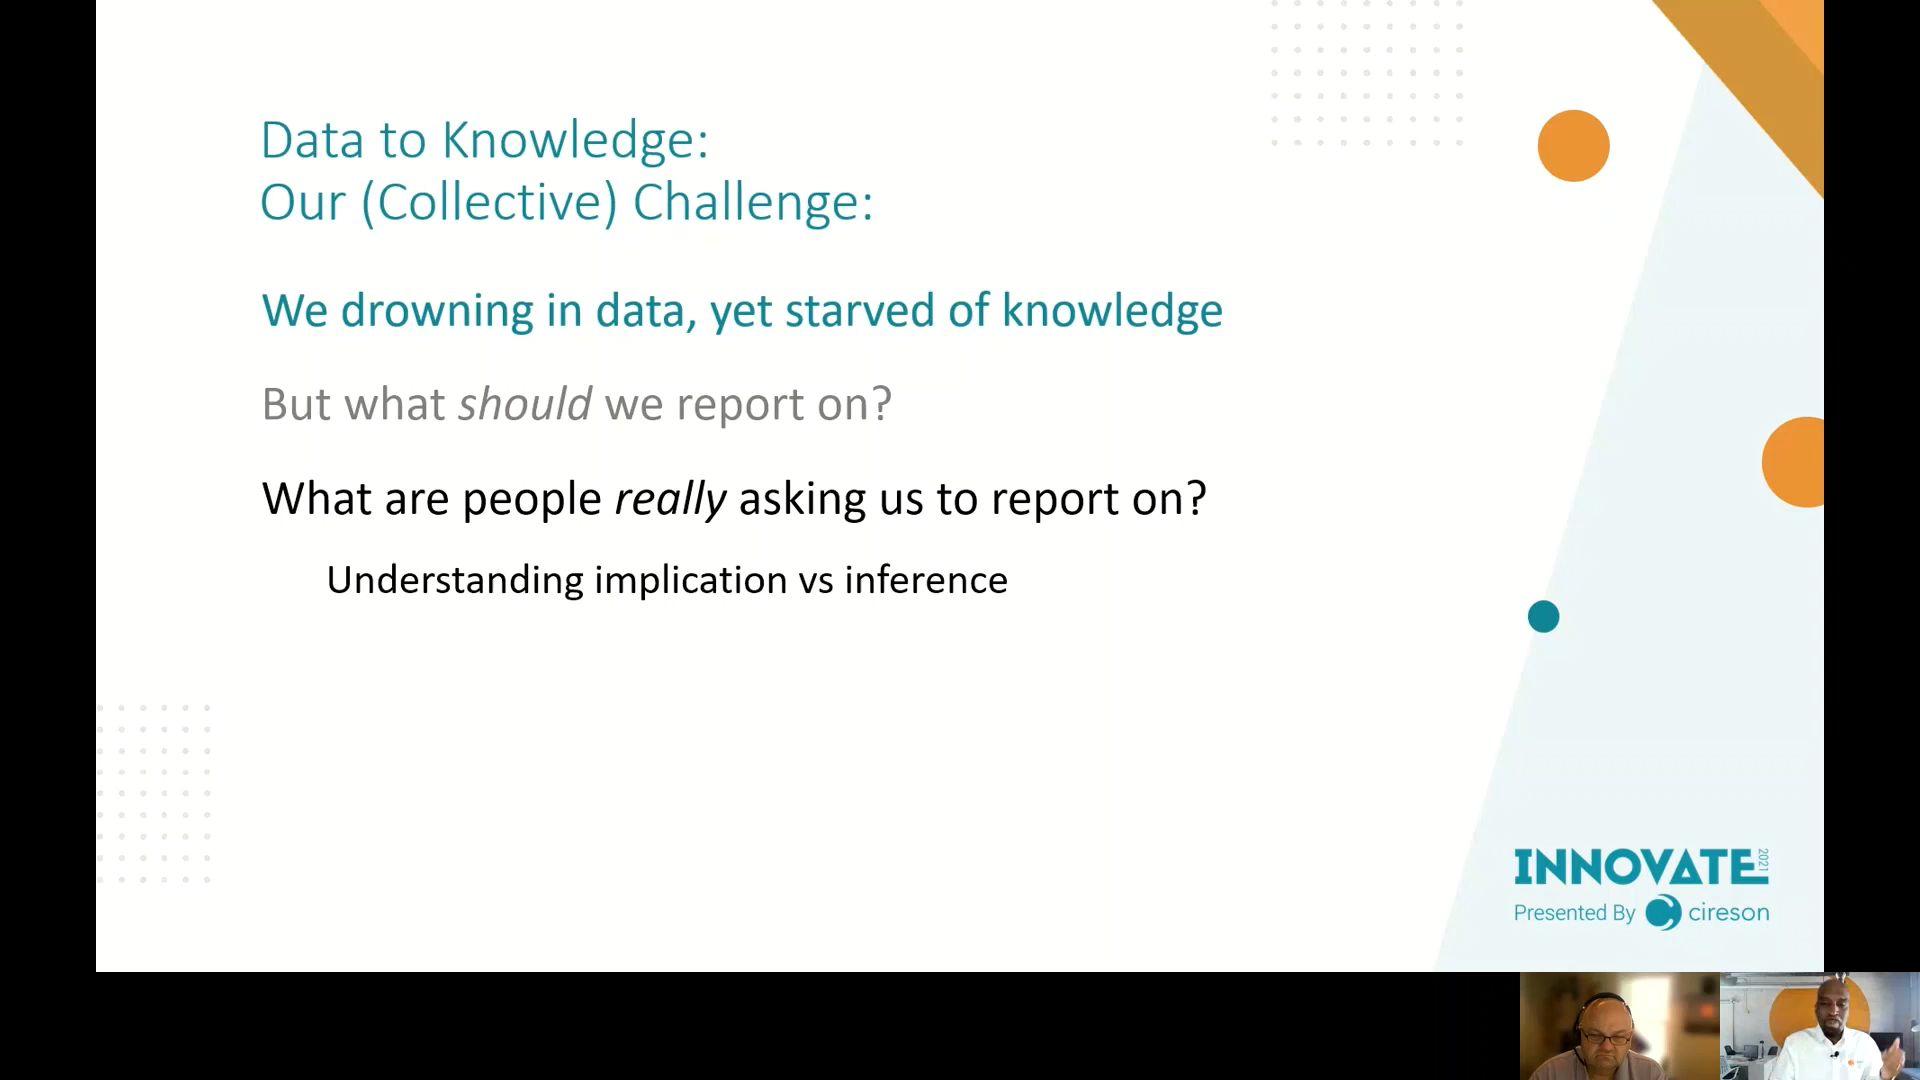 Data to Knowledge:
Our (Collective) Challenge:
We drowning in data, yet starved of knowledge
But what should we report on?
What are people really asking us to report on?
Understanding implication vs inference
INNOVATE 2021
Presented By cireson